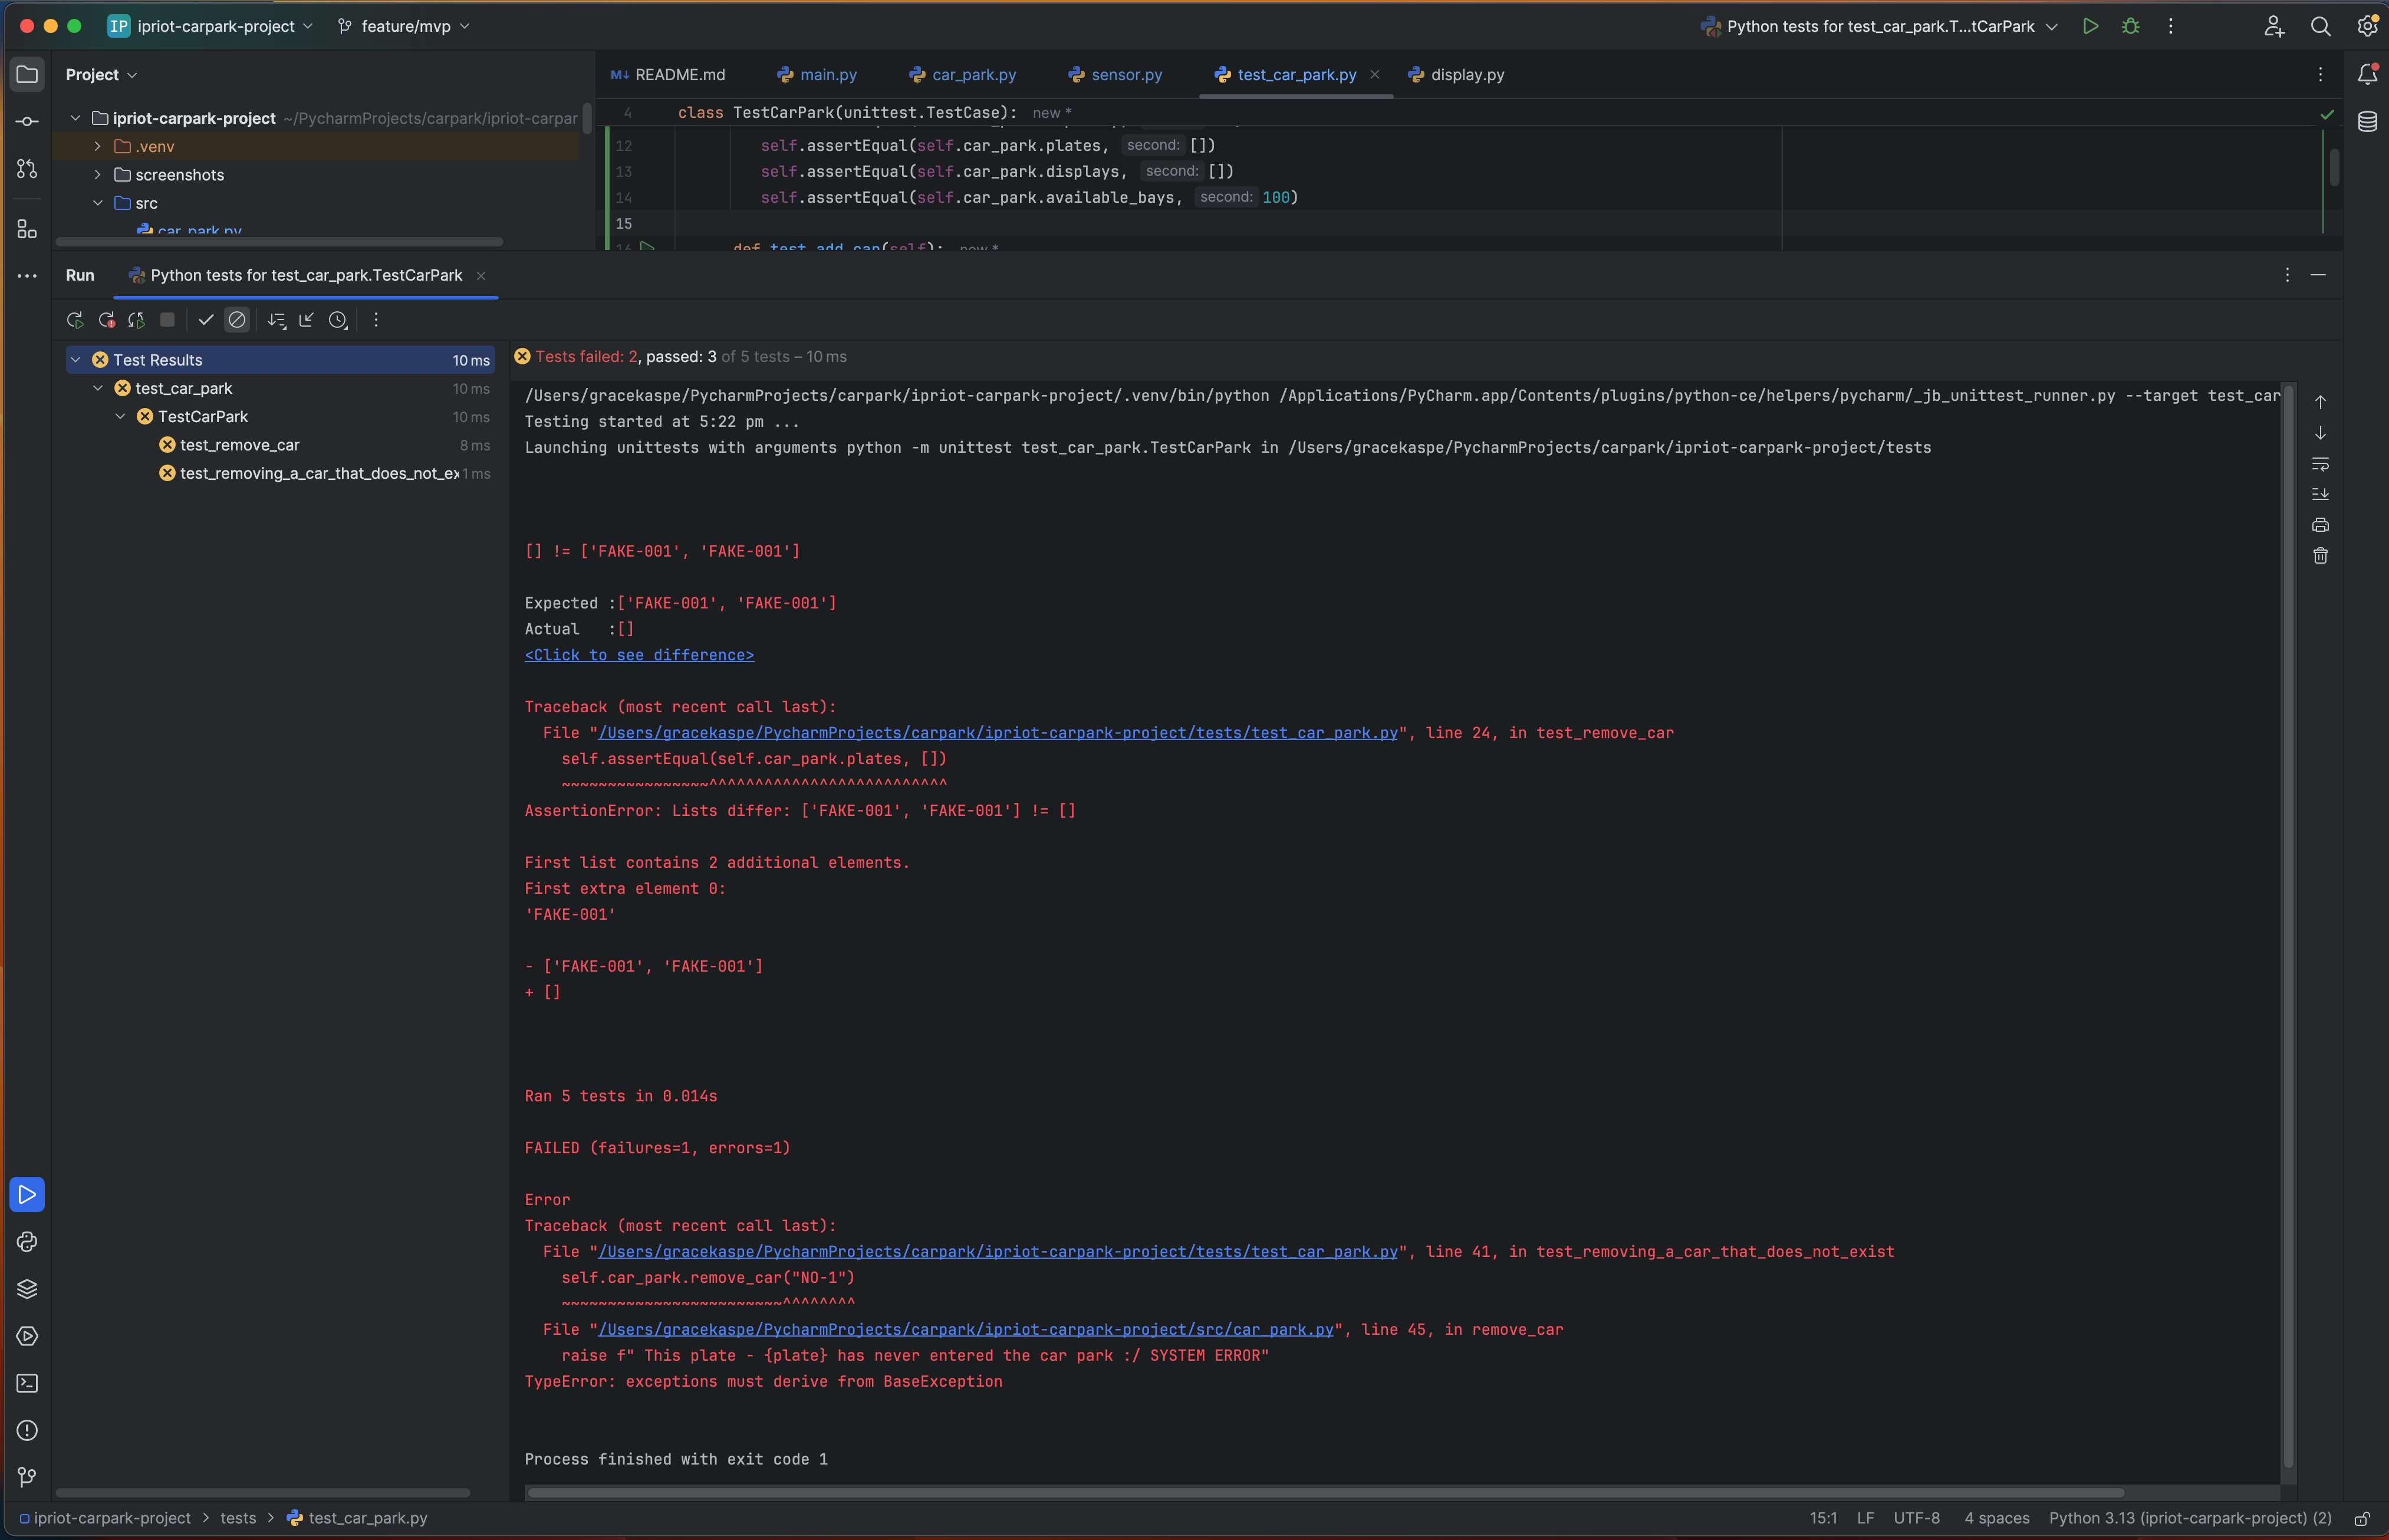 IP ipriot-carpark-project feature/mvp Python tests for test_car_park.T...tCarPark
Project
README.md main.py car_park.py sensor.py test_car_park.py display.py
ipriot-carpark-project ~/PycharmProjects/carpark/ipriot-carpar
.venv
screenshots
src
car_park.py
4 class TestCarPark(unittest.TestCase): new *
12 self.assertEqual(self.car_park.plates, second: [])
13 self.assertEqual(self.car_park.displays, second: [])
14 self.assertEqual(self.car_park.available_bays, second: 100)
15
16 def test_add_car(self): new *
Run Python tests for test_car_park.TestCarPark
Test Results 10 ms
test_car_park 10 ms
TestCarPark 10 ms
test_remove_car 8 ms
test_removing_a_car_that_does_not_ex 1 ms
Tests failed: 2, passed: 3 of 5 tests – 10 ms
/Users/gracekaspe/PycharmProjects/carpark/ipriot-carpark-project/.venv/bin/python /Applications/PyCharm.app/Contents/plugins/python-ce/helpers/pycharm/_jb_unittest_runner.py --target test_car
Testing started at 5:22 pm ...
Launching unittests with arguments python -m unittest test_car_park.TestCarPark in /Users/gracekaspe/PycharmProjects/carpark/ipriot-carpark-project/tests
[] != ['FAKE-001', 'FAKE-001']
Expected :['FAKE-001', 'FAKE-001']
Actual :[]
<Click to see difference>
Traceback (most recent call last):
File "/Users/gracekaspe/PycharmProjects/carpark/ipriot-carpark-project/tests/test_car_park.py", line 24, in test_remove_car
self.assertEqual(self.car_park.plates, [])
~~~~~~~~~~~~~~~~^^^^^^^^^^^^^^^^^^^^^^^^^^
AssertionError: Lists differ: ['FAKE-001', 'FAKE-001'] != []
First list contains 2 additional elements.
First extra element 0:
'FAKE-001'
- ['FAKE-001', 'FAKE-001']
+ []
Ran 5 tests in 0.014s
FAILED (failures=1, errors=1)
Error
Traceback (most recent call last):
File "/Users/gracekaspe/PycharmProjects/carpark/ipriot-carpark-project/tests/test_car_park.py", line 41, in test_removing_a_car_that_does_not_exist
self.car_park.remove_car("NO-1")
~~~~~~~~~~~~~~~~~~~~~~~~^^^^^^^^
File "/Users/gracekaspe/PycharmProjects/carpark/ipriot-carpark-project/src/car_park.py", line 45, in remove_car
raise f" This plate - {plate} has never entered the car park :/ SYSTEM ERROR"
TypeError: exceptions must derive from BaseException
Process finished with exit code 1
ipriot-carpark-project > tests > test_car_park.py 15:1 LF UTF-8 4 spaces Python 3.13 (ipriot-carpark-project) (2)